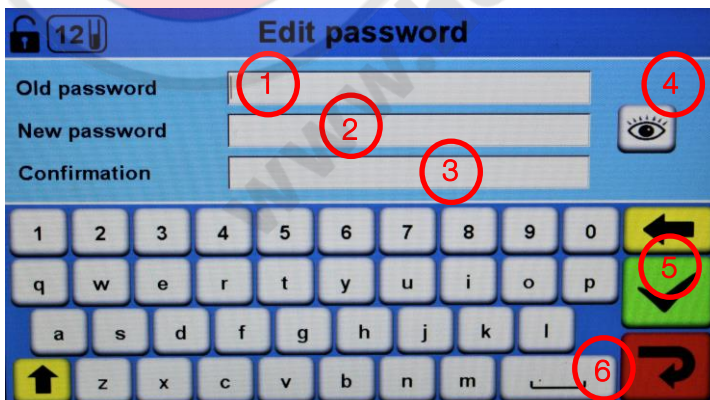 12 Edit password
Old password 1 4
New password 2
Confirmation 3
1 2 3 4 5 6 7 8 9 0
5
q w e r t y u i o p
a s d f g h j k l
z x c v b n m 6